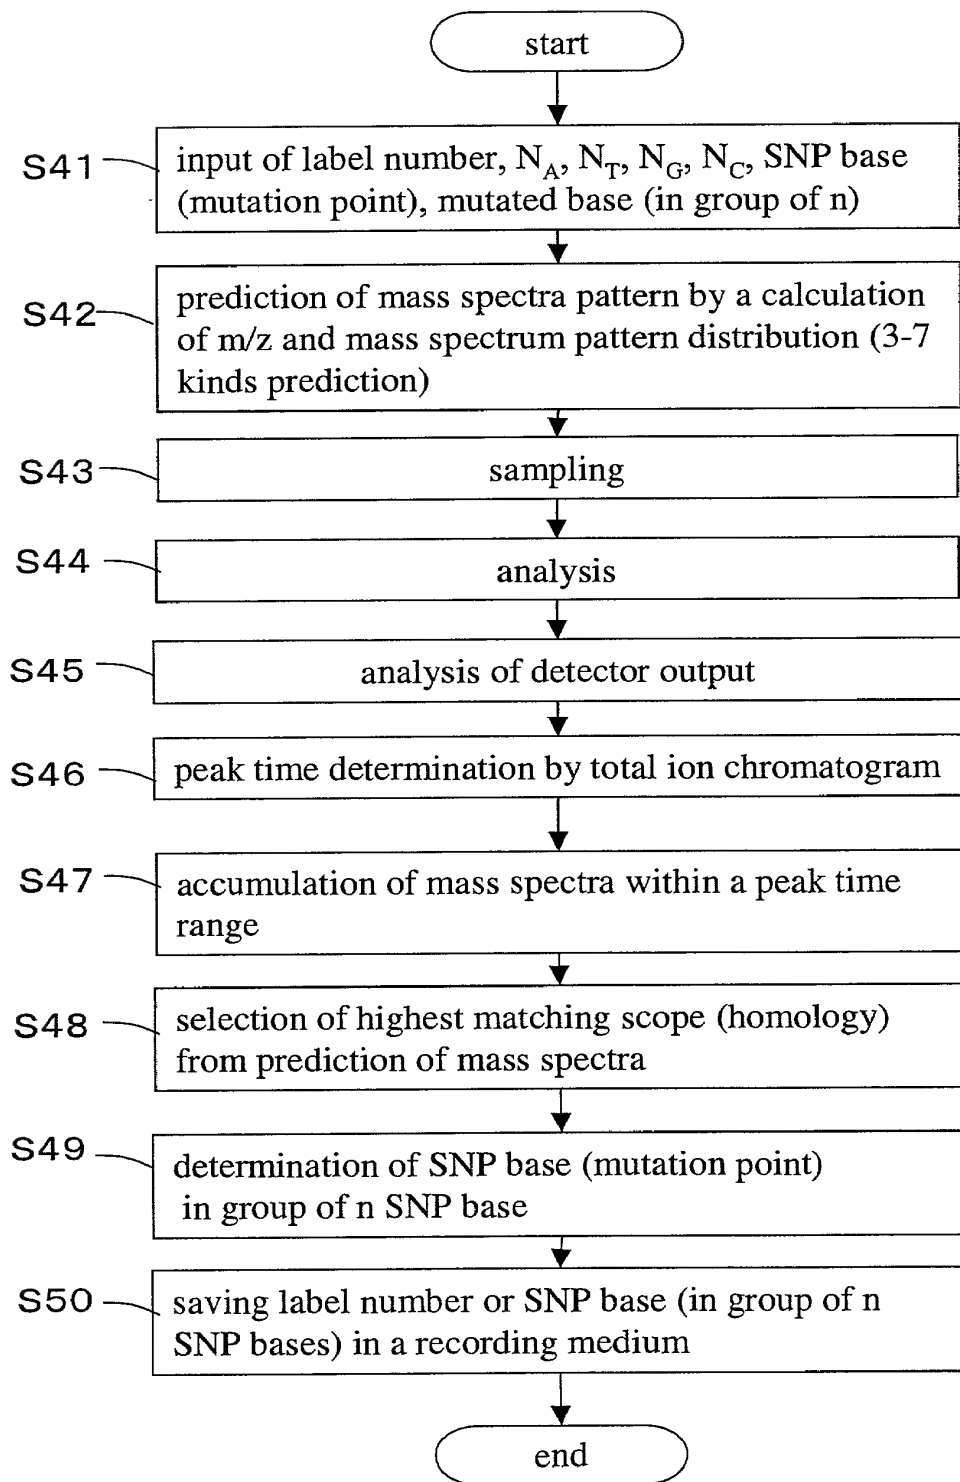 start
S41
input of label number, N_A, N_T, N_G, N_C, SNP base
(mutation point), mutated base (in group of n)
S42
prediction of mass spectra pattern by a calculation
of m/z and mass spectrum pattern distribution (3-7
kinds prediction)
S43
sampling
S44
analysis
S45
analysis of detector output
S46
peak time determination by total ion chromatogram
S47
accumulation of mass spectra within a peak time
range
S48
selection of highest matching scope (homology)
from prediction of mass spectra
S49
determination of SNP base (mutation point)
in group of n SNP base
S50
saving label number or SNP base (in group of n
SNP bases) in a recording medium
end